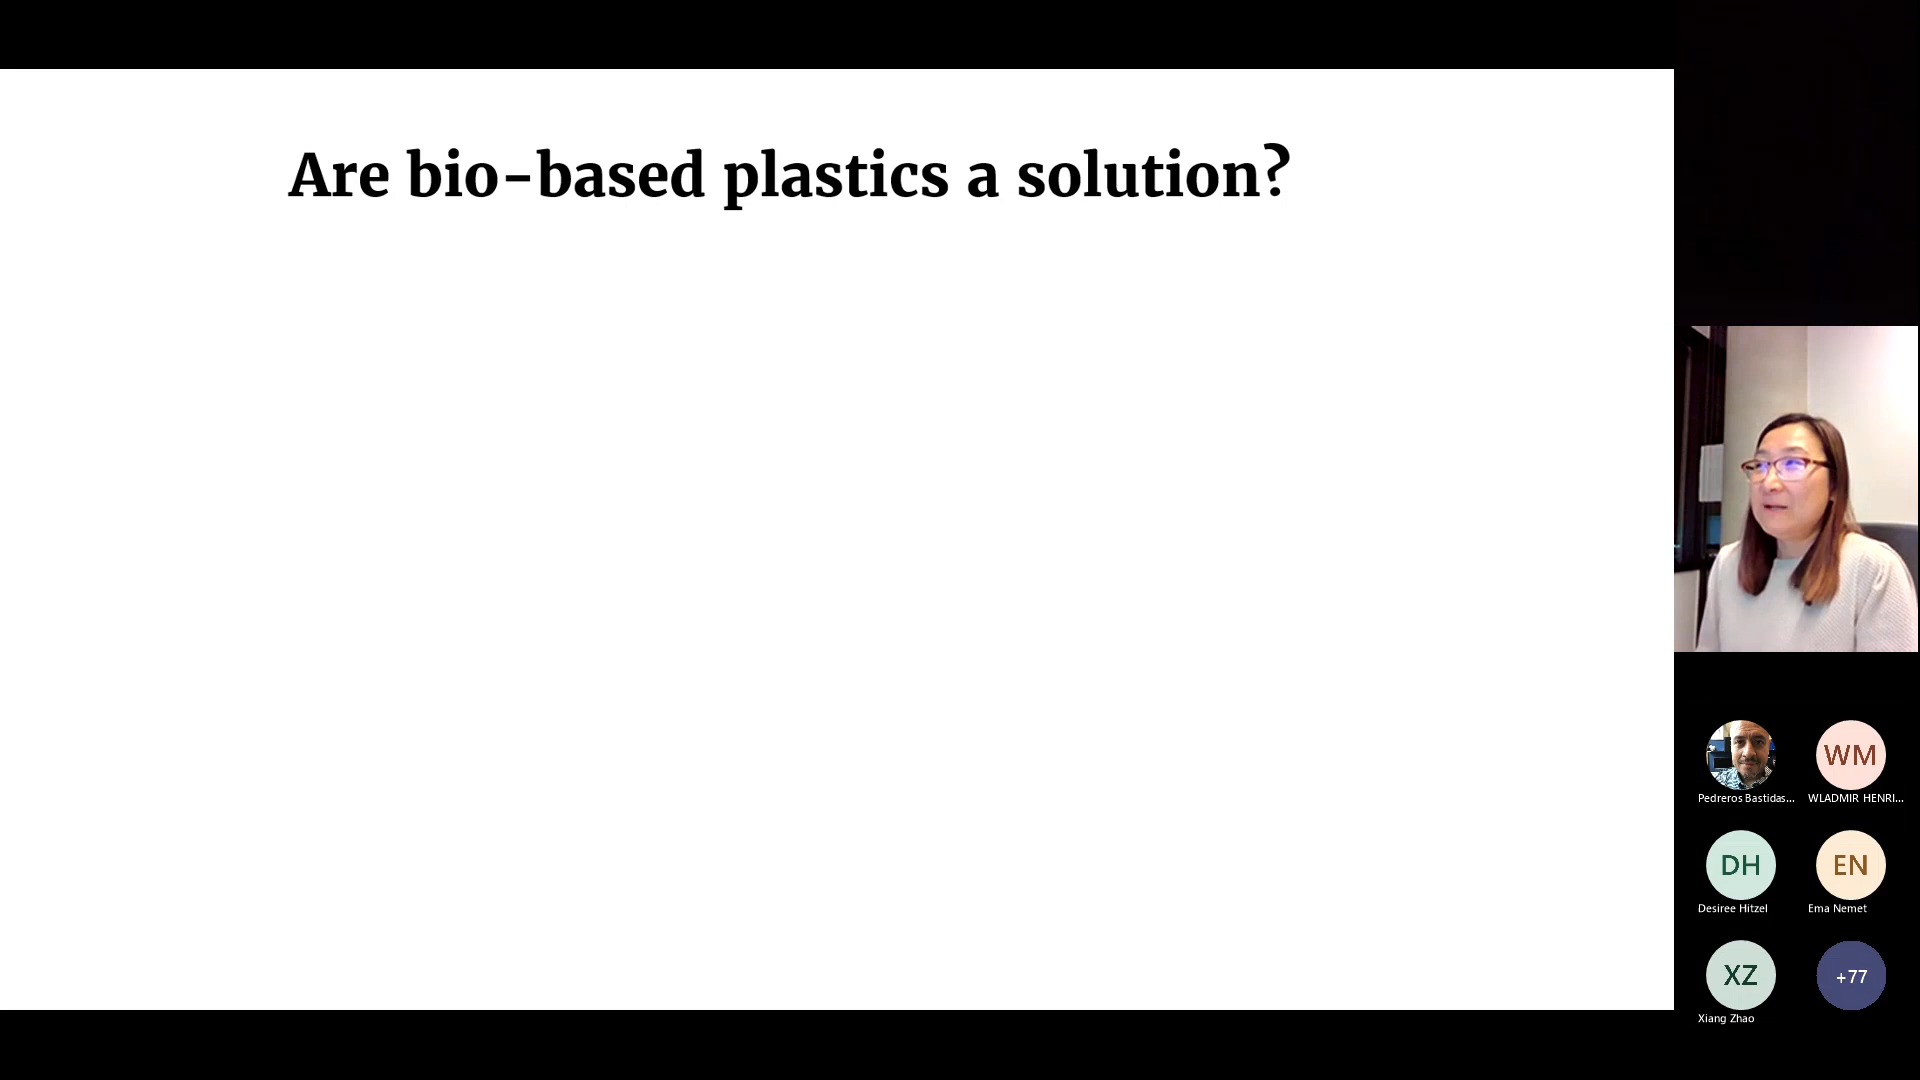 Are bio-based plastics a solution?
Pedreros Bastidas...
WM
WLADMIR HENRI...
DH
Desiree Hitzel
EN
Ema Nemet
XZ
Xiang Zhao
+77